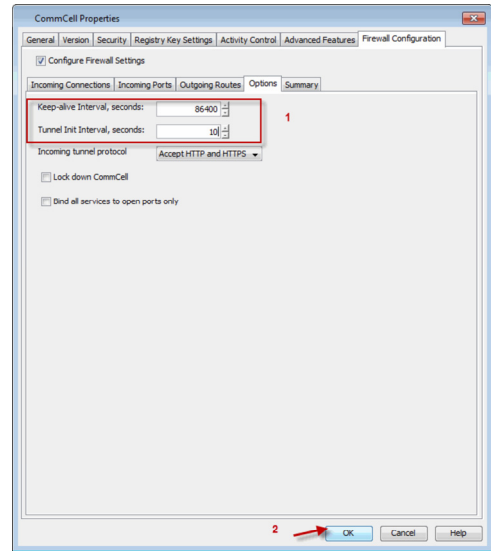 CommCell Properties
General Version Security Registry Key Settings Activity Control Advanced Features Firewall Configuration
Configure Firewall Settings
Incoming Connections Incoming Ports Outgoing Routes Options Summary
Keep-alive Interval, seconds: 86400
1
Tunnel Init Interval, seconds: 10
Incoming tunnel protocol Accept HTTP and HTTPS
Lock down CommCell
Bind all services to open ports only
2 OK Cancel Help